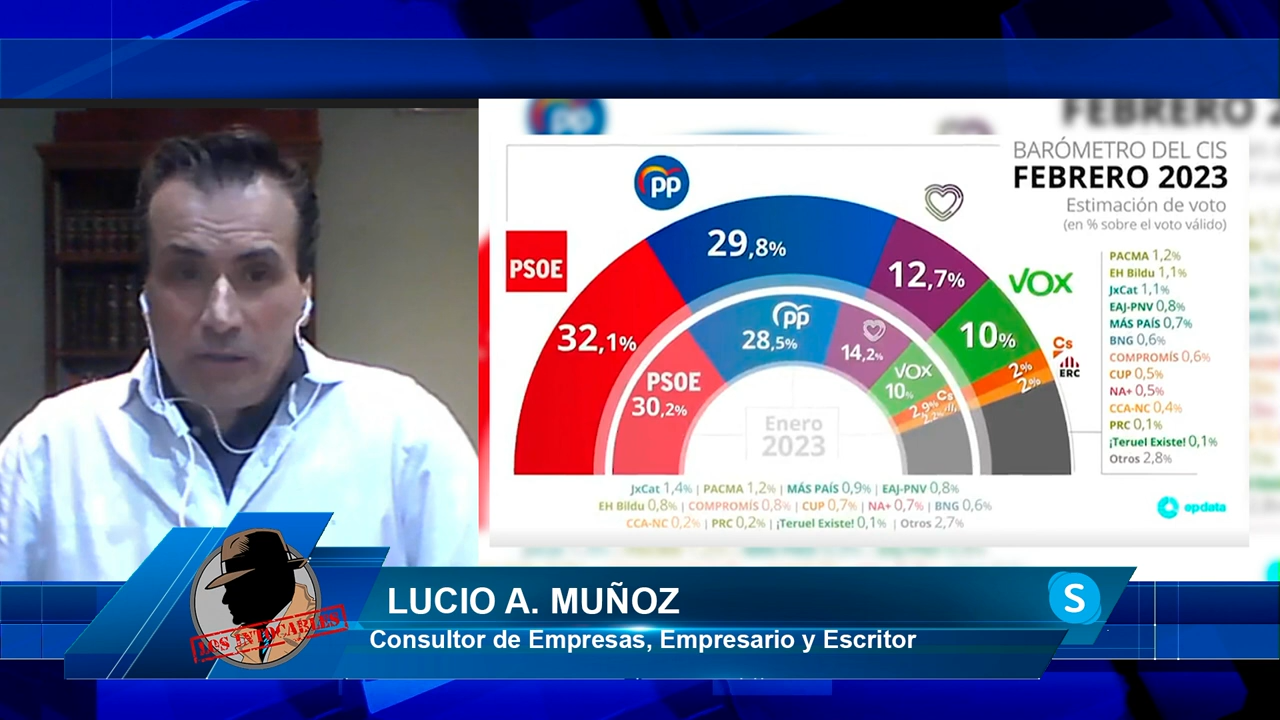 FEBRERO 2
BARÓMETRO DEL CIS
FEBRERO 2023
Estimación de voto
(en % sobre el voto válido)
PP
PSOE
VOX
Cs
ERC
32,1%
29,8%
12,7%
10%
2%
2%
PP
28,5%
14,2%
PSOE
30,2%
VOX
10%
Cs
2,9%
Enero
2023
PACMA 1,2%
EH Bildu 1,1%
JxCat 1,1%
EAJ-PNV 0,8%
MÁS PAÍS 0,7%
BNG 0,6%
COMPROMÍS 0,6%
CUP 0,5%
NA+ 0,5%
CCA-NC 0,4%
PRC 0,1%
¡Teruel Existe! 0,1%
Otros 2,8%
JxCat 1,4% | PACMA 1,2% | MÁS PAÍS 0,9% | EAJ-PNV 0,8%
EH Bildu 0,8% | COMPROMÍS 0,8% | CUP 0,7% | NA+ 0,7% | BNG 0,6%
CCA-NC 0,2% | PRC 0,2% | ¡Teruel Existe! 0,1% | Otros 2,7%
epdata
LOS INTOCABLES
LUCIO A. MUÑOZ
Consultor de Empresas, Empresario y Escritor
S